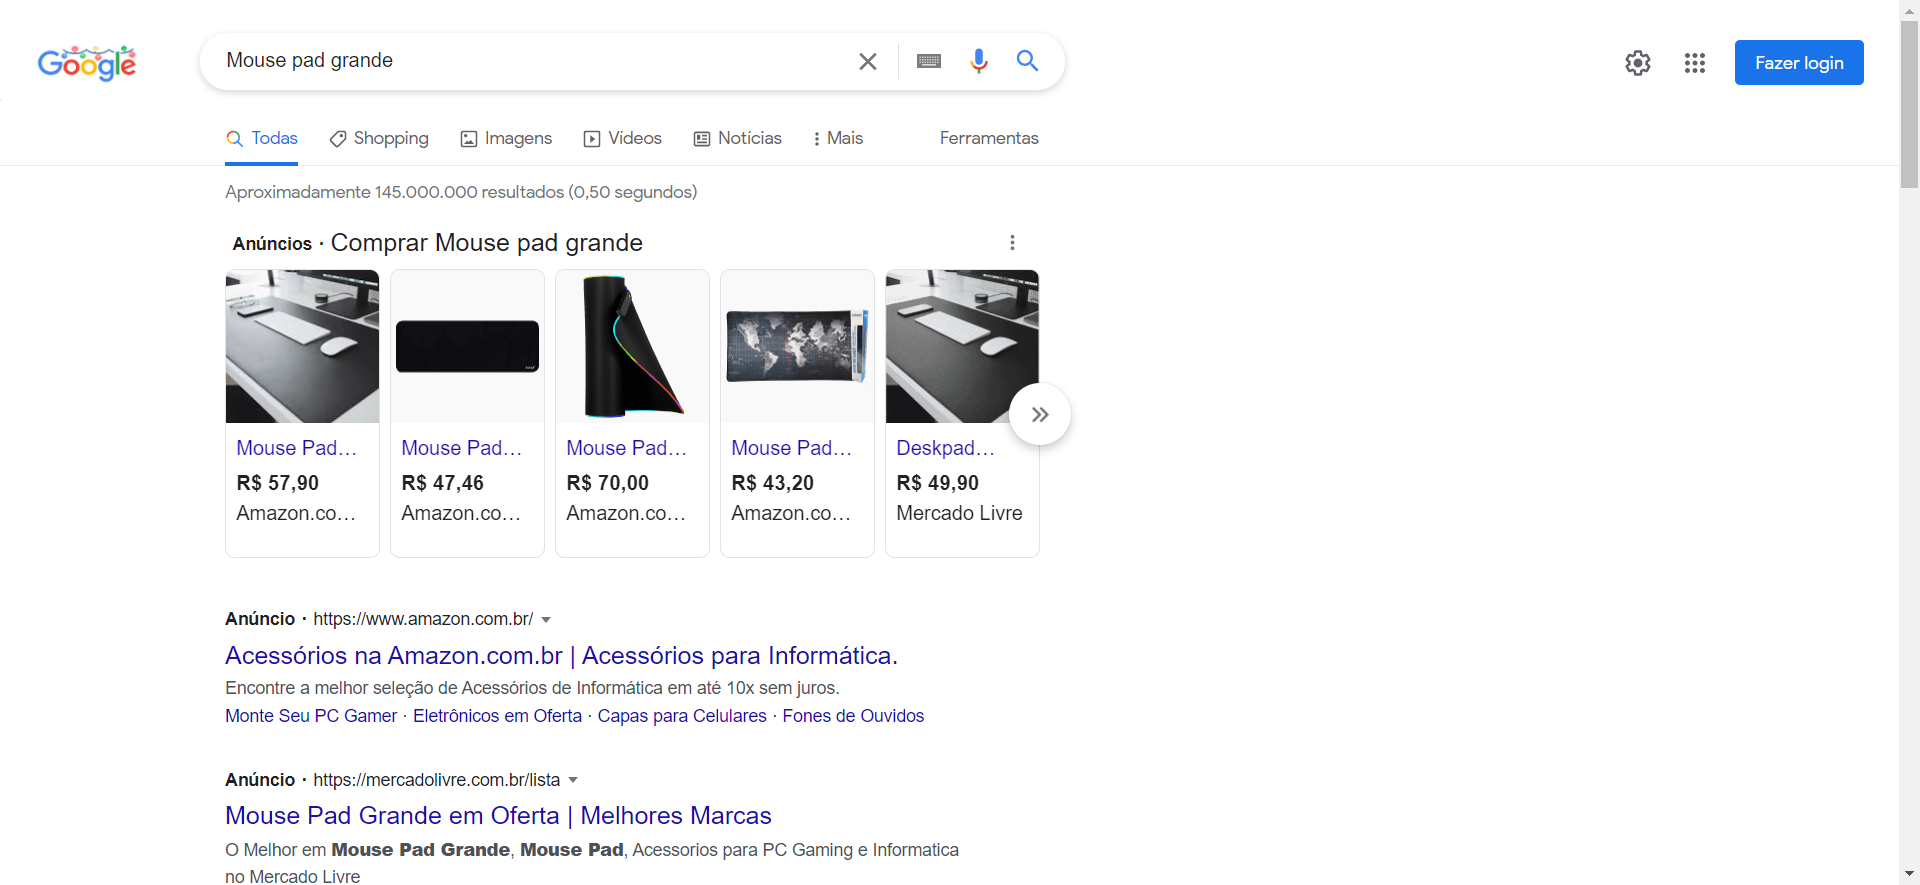 Google
Mouse pad grande
Fazer login
Todas
Shopping
Imagens
Vídeos
Notícias
Mais
Ferramentas
Aproximadamente 145.000.000 resultados (0,50 segundos)
Anúncios · Comprar Mouse pad grande
Mouse Pad…
R$ 57,90
Amazon.co…
Mouse Pad…
R$ 47,46
Amazon.co…
Mouse Pad…
R$ 70,00
Amazon.co…
Mouse Pad…
R$ 43,20
Amazon.co…
Deskpad…
R$ 49,90
Mercado Livre
Anúncio · https://www.amazon.com.br/
Acessórios na Amazon.com.br | Acessórios para Informática.
Encontre a melhor seleção de Acessórios de Informática em até 10x sem juros.
Monte Seu PC Gamer · Eletrônicos em Oferta · Capas para Celulares · Fones de Ouvidos
Anúncio · https://mercadolivre.com.br/lista
Mouse Pad Grande em Oferta | Melhores Marcas
O Melhor em Mouse Pad Grande, Mouse Pad, Acessorios para PC Gaming e Informatica
no Mercado Livre